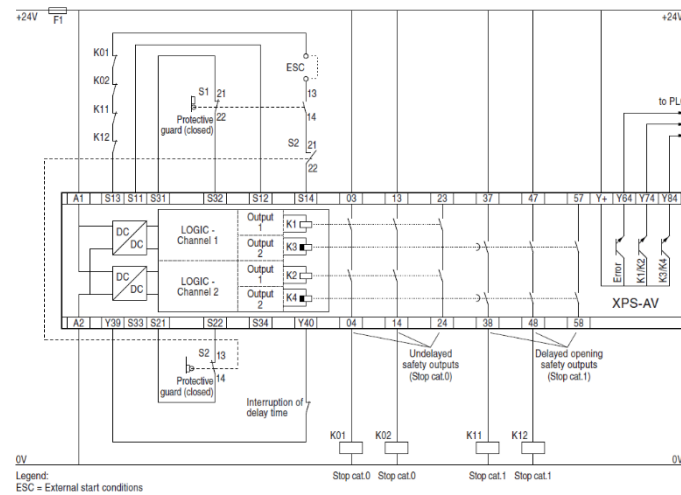 +24V F1 +24V
K01
K02
K11
K12
ESC
S1 21
22
13
14
Protective
guard (closed)
S2 21
22
to PL
A1 S13 S11 S31 S32 S12 S14 03 13 23 37 47 57 Y+ Y64 Y74 Y84
DC
DC
LOGIC -
Channel 1
Output
1
K1
Output
2
K3
DC
DC
LOGIC -
Channel 2
Output
1
K2
Output
2
K4
Error
K1/K2
K3/K4
XPS-AV
A2 Y39 S33 S21 S22 S34 Y40 04 14 24 38 48 58
S2 13
14
Protective
guard (closed)
Interruption of
delay time
Undelayed
safety outputs
(Stop cat.0)
Delayed opening
safety outputs
(Stop cat.1)
K01 K02 K11 K12
0V 0V
Legend:
ESC = External start conditions
Stop cat.0 Stop cat.0 Stop cat.1 Stop cat.1